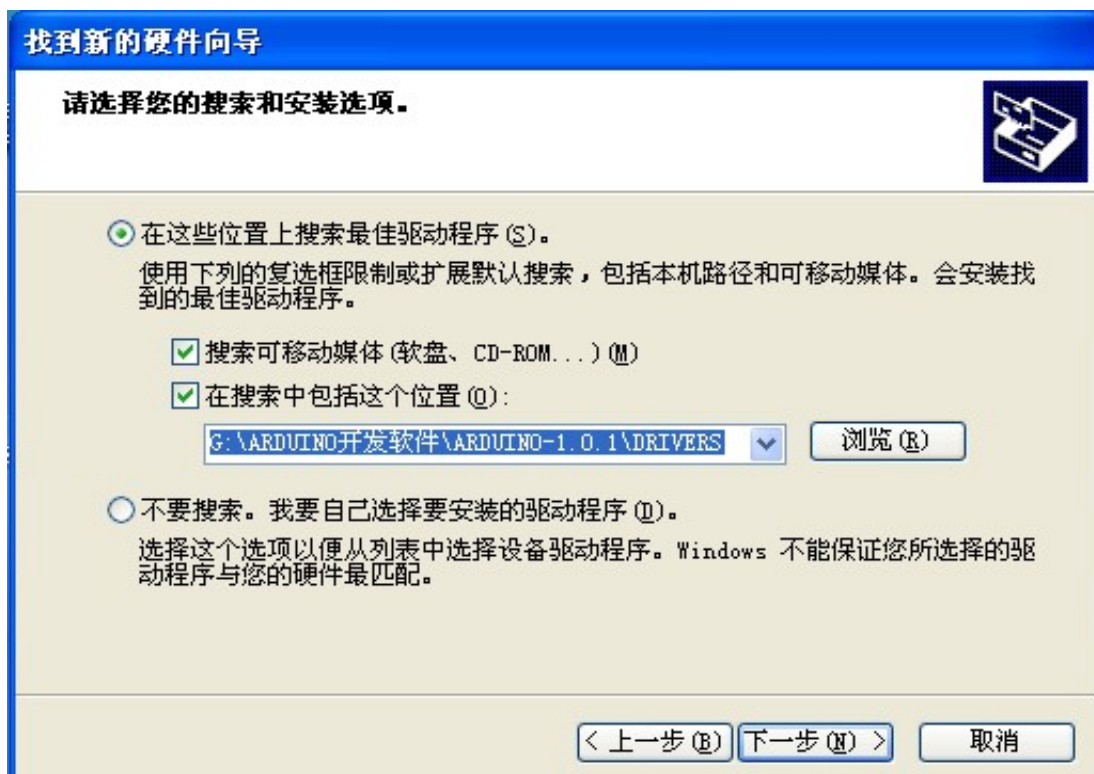 找到新的硬件向导
请选择您的搜索和安装选项。
在这些位置上搜索最佳驱动程序(S)。
使用下列的复选框限制或扩展默认搜索，包括本机路径和可移动媒体。会安装找
到的最佳驱动程序。
搜索可移动媒体(软盘、CD-ROM...)(M)
在搜索中包括这个位置(O):
G:\ARDUINO开发软件\ARDUINO-1.0.1\DRIVERS
浏览(R)
不要搜索。我要自己选择要安装的驱动程序(D)。
选择这个选项以便从列表中选择设备驱动程序。Windows 不能保证您所选择的驱
动程序与您的硬件最匹配。
< 上一步(B) 下一步(N) > 取消